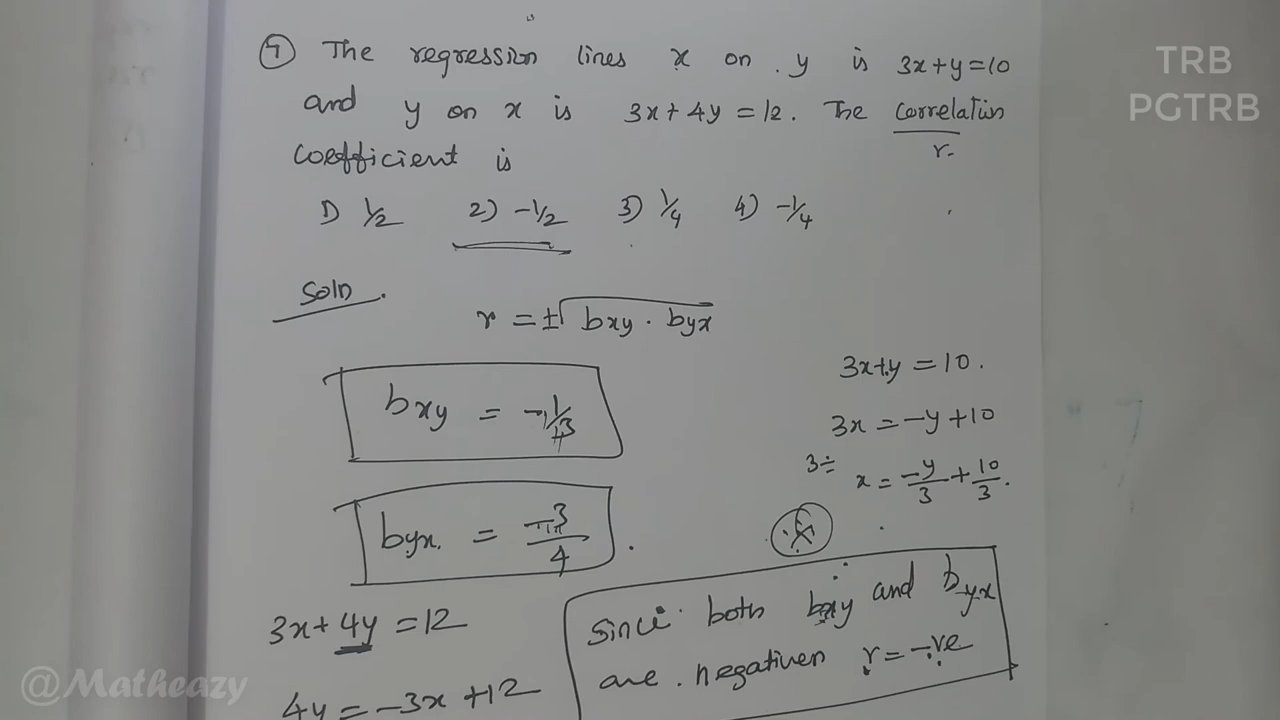 7 The regression lines x on y is 3x+y=10
and y on x is 3x+4y=12. The Correlation
r.
coefficient is
1) 1/2 2) -1/2 3) 1/4 4) -1/4
Soln.
r = ±√bxy . byx
bxy = -1/3
byx = -3/4
3x+4y = 12
4y = -3x+12
3x+y = 10.
3x = -y+10
3÷ x = -y/3 + 10/3.
Since both bxy and byx
are negative r = -ve
TRB
PGTRB
@Matheazy